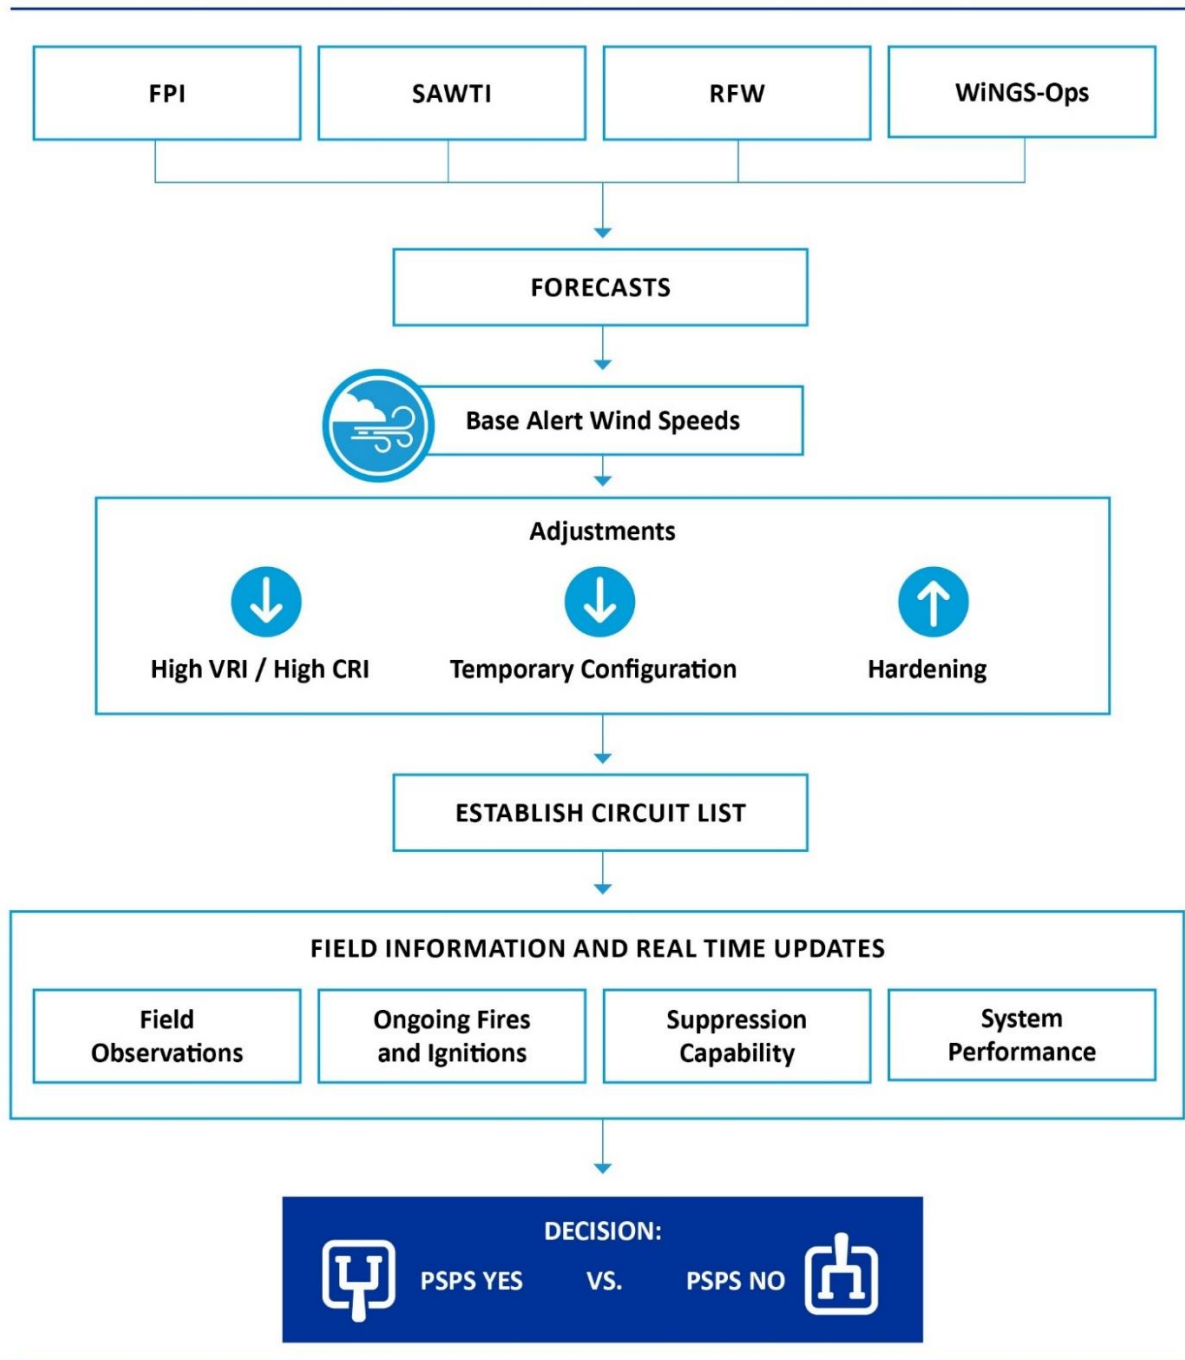 FPI
SAWTI
RFW
WiNGS-Ops
FORECASTS
Base Alert Wind Speeds
Adjustments
High VRI / High CRI
Temporary Configuration
Hardening
ESTABLISH CIRCUIT LIST
FIELD INFORMATION AND REAL TIME UPDATES
Field
Observations
Ongoing Fires
and Ignitions
Suppression
Capability
System
Performance
DECISION:
PSPS YES VS. PSPS NO